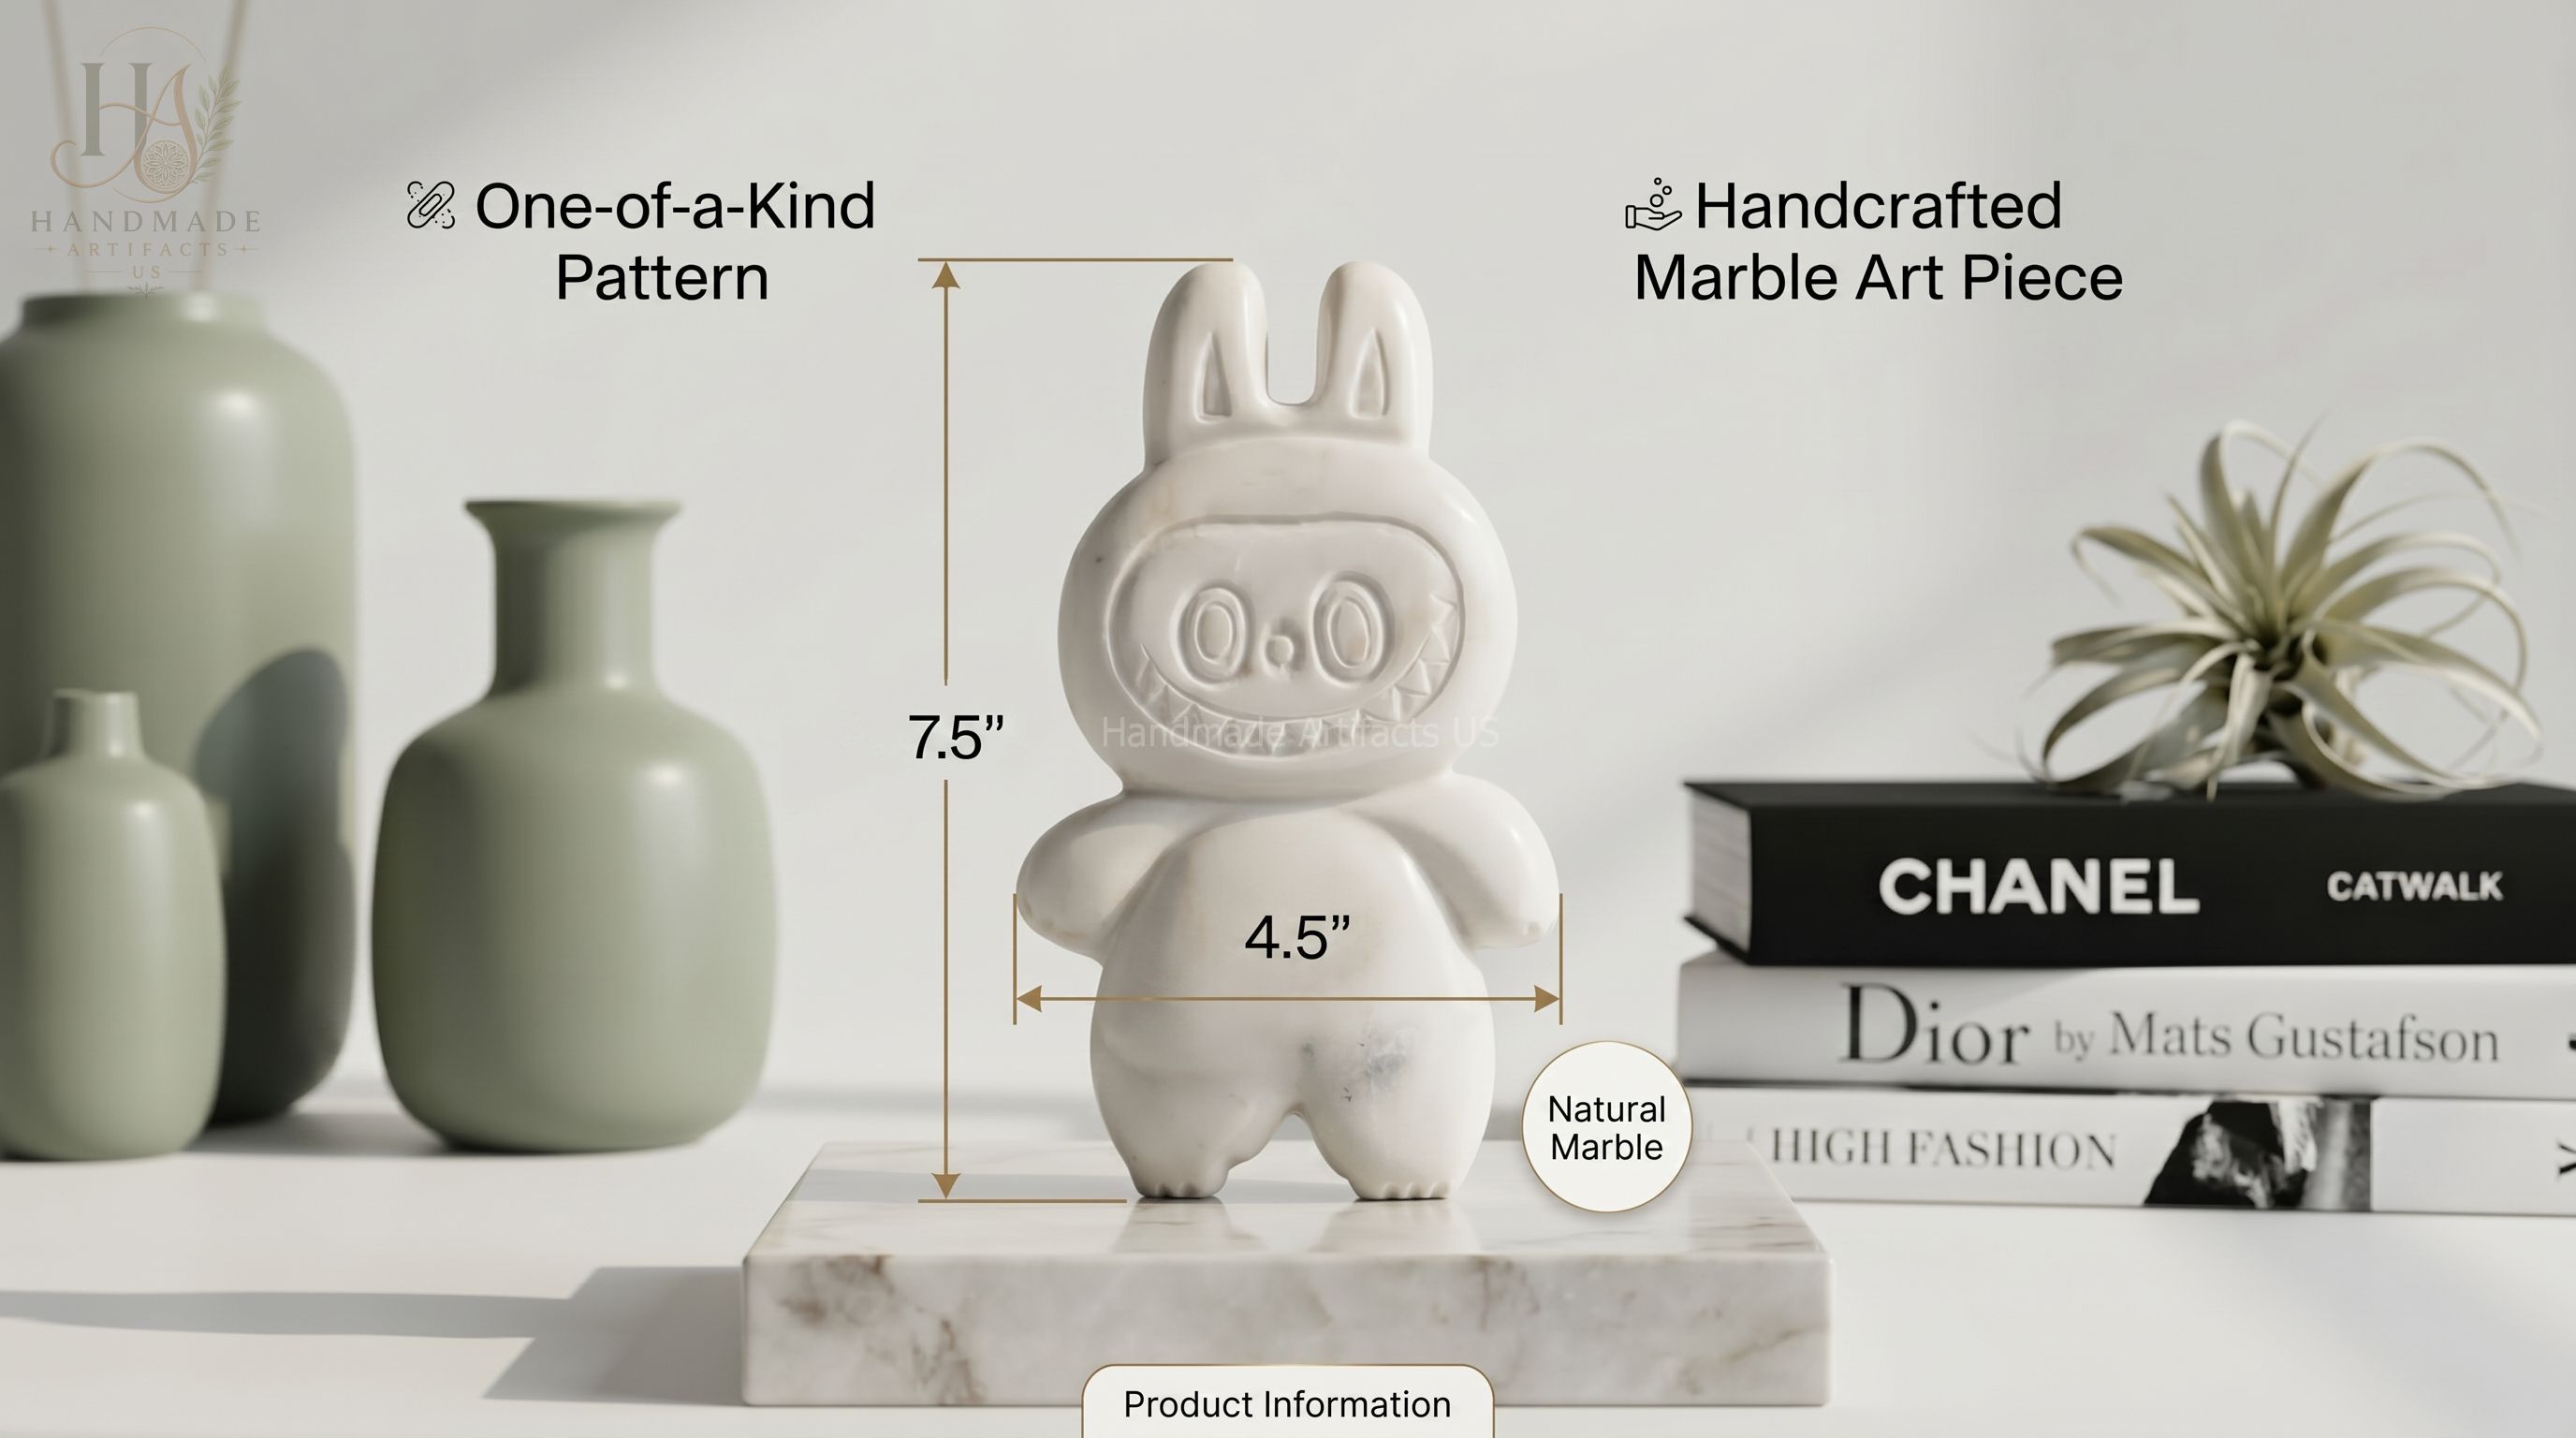 HA
HANDMADE
ARTIFACTS
US
One-of-a-Kind
Pattern
Handcrafted
Marble Art Piece
7.5”
Handmade Artifacts US
4.5”
CHANEL CATWALK
Dior by Mats Gustafson
HIGH FASHION
Natural
Marble
Product Information